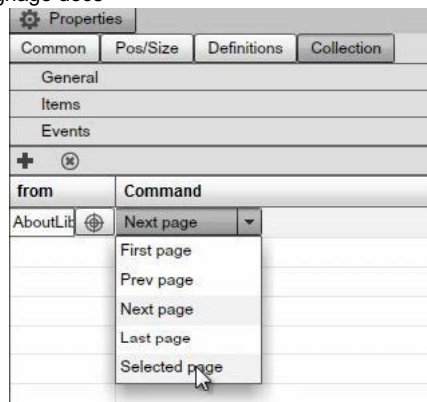 Properties
Common Pos/Size Definitions Collection
General
Items
Events
from Command
AboutLib Next page
First page
Prev page
Next page
Last page
Selected page